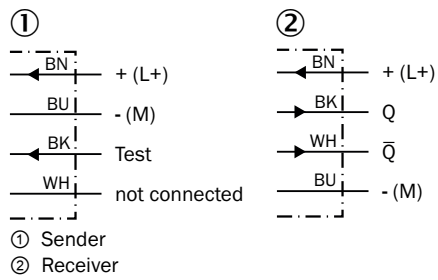 ① ②
BN + (L+) BN + (L+)
BU - (M) BK Q
BK Test WH Q̅
WH not connected BU - (M)
① Sender
② Receiver